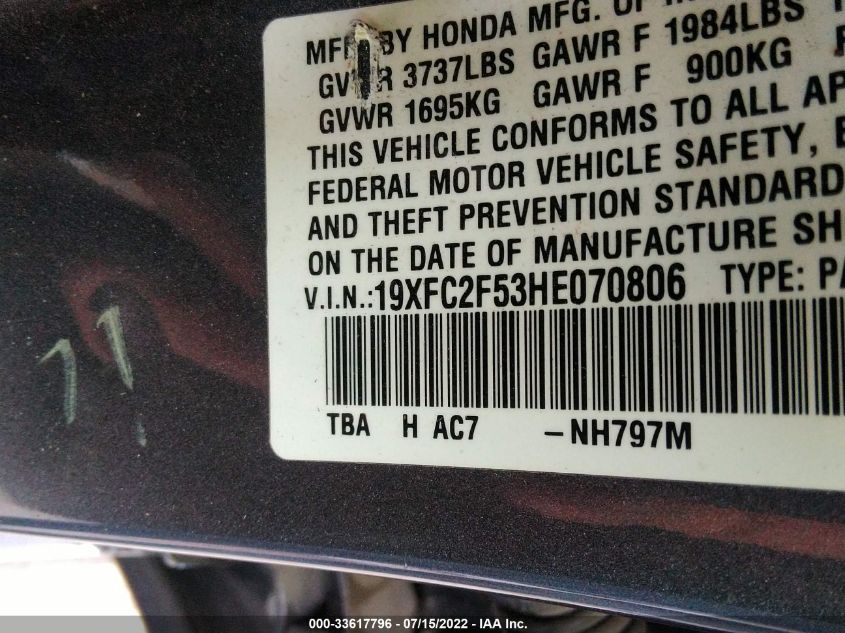 MFD BY HONDA MFG. OF
GVWR 3737LBS GAWR F 1984LBS
GVWR 1695KG GAWR F 900KG
THIS VEHICLE CONFORMS TO ALL AP
FEDERAL MOTOR VEHICLE SAFETY,
AND THEFT PREVENTION STANDARD
ON THE DATE OF MANUFACTURE SH
V.I.N.:19XFC2F53HE070806 TYPE: PA
TBA H AC7 -NH797M
11
000-33617796 - 07/15/2022 - IAA Inc.